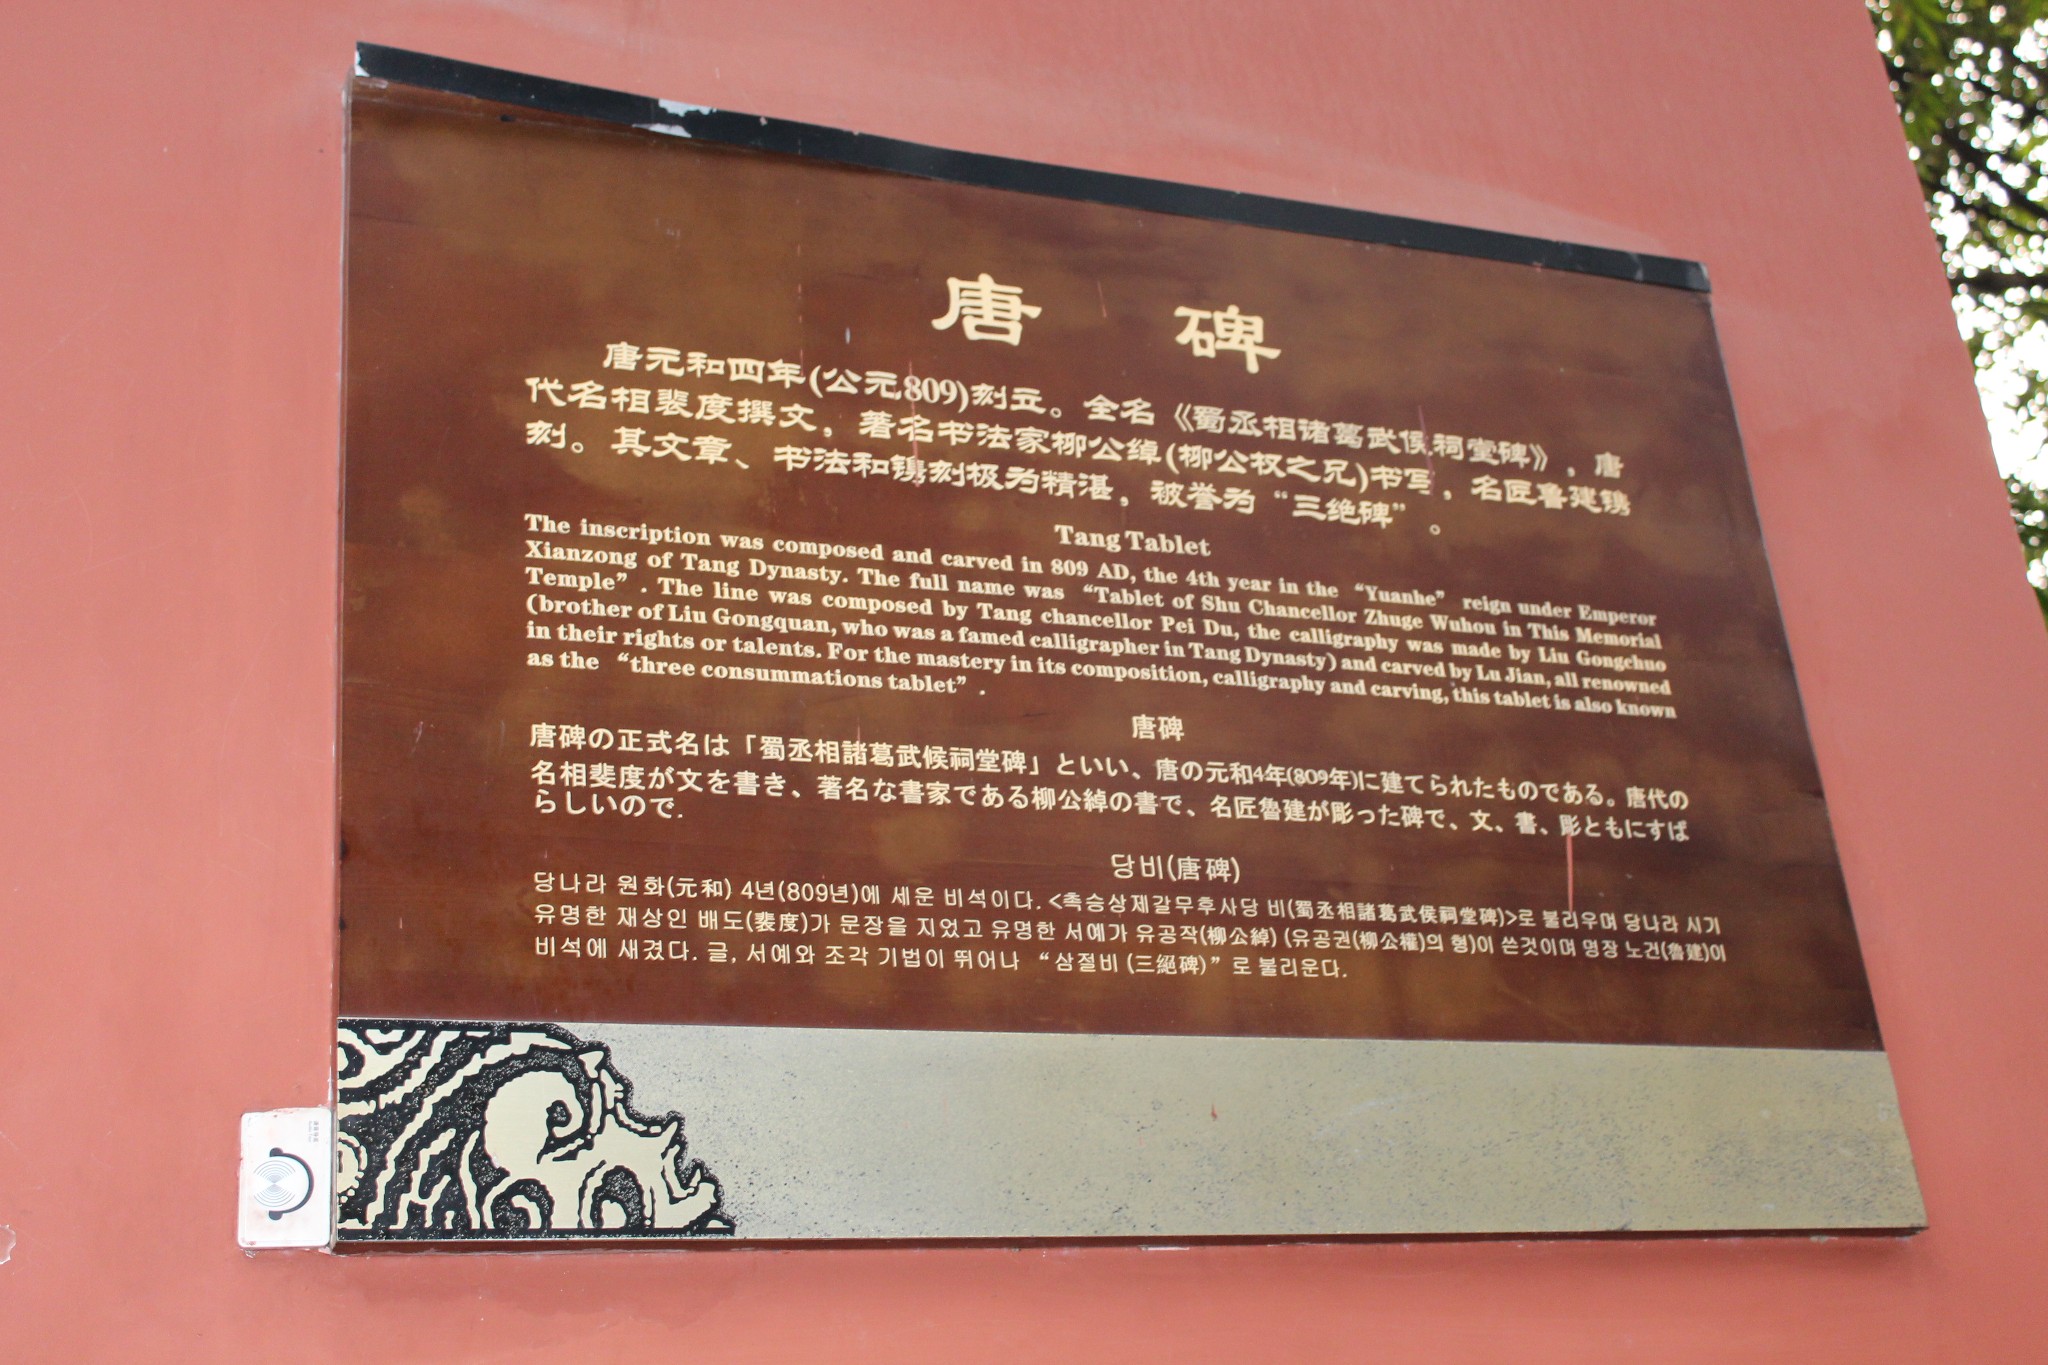 唐 碑
唐元和四年(公元809)刻立。全名《蜀丞相诸葛武侯祠堂碑》，唐
代名相裴度撰文，著名书法家柳公绰(柳公权之兄)书写，名匠鲁建镌
刻。其文章、书法和镌刻极为精湛，被誉为“三绝碑”。
Tang Tablet
The inscription was composed and carved in 809 AD, the 4th year in the “Yuanhe” reign under Emperor
Xianzong of Tang Dynasty. The full name was “Tablet of Shu Chancellor Zhuge Wuhou in This Memorial
Temple”. The line was composed by Tang chancellor Pei Du, the calligraphy was made by Liu Gongchuo
(brother of Liu Gongquan, who was a famed calligrapher in Tang Dynasty) and carved by Lu Jian, all renowned
in their rights or talents. For the mastery in its composition, calligraphy and carving, this tablet is also known
as the “three consummations tablet”.
唐碑
唐碑の正式名は「蜀丞相諸葛武候祠堂碑」といい、唐の元和4年(809年)に建てられたものである。唐代の
名相斐度が文を書き、著名な書家である柳公綽の書で、名匠魯建が彫った碑で、文、書、彫ともにすば
らしいので.
당비(唐碑)
당나라 원화(元和) 4년(809년)에 세운 비석이다. <촉승상제갈무후사당 비(蜀丞相諸葛武侯祠堂碑)>로 불리우며 당나라 시기
유명한 재상인 배도(裴度)가 문장을 지었고 유명한 서예가 유공작(柳公綽) (유공권(柳公權)의 형)이 쓴것이며 명장 노건(魯建)이
비석에 새겼다. 글, 서예와 조각 기법이 뛰어나 “삼절비 (三絕碑)”로 불리운다.